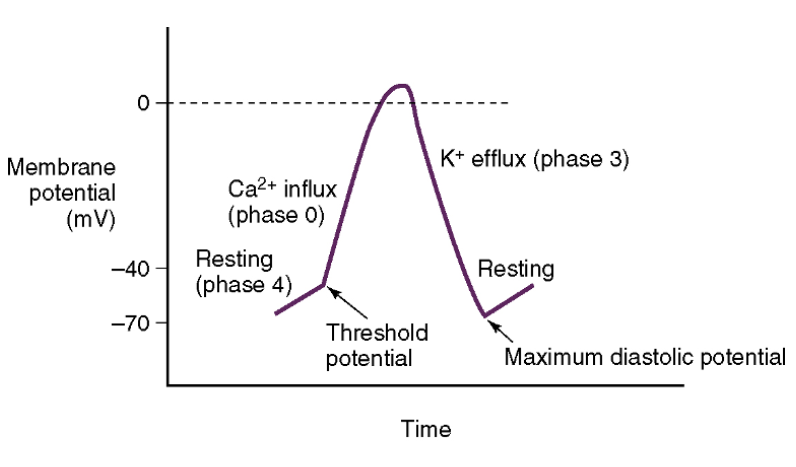 0
Membrane
potential
(mV)
–40
–70
Ca²⁺ influx
(phase 0)
K⁺ efflux (phase 3)
Resting
(phase 4)
Resting
Threshold
potential
Maximum diastolic potential
Time